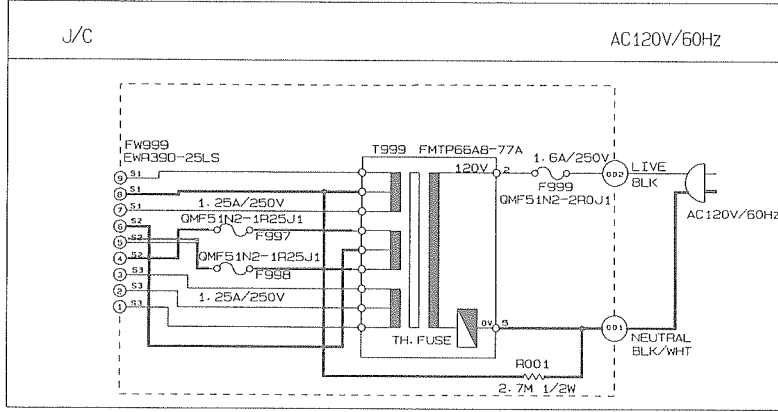 J/C
AC120V/60Hz
FW999
EWR39D-25LS
T999 FMTP66A8-77A
1.6A/250V
120V
2
F999
QMF51N2-2R0J1
002
LIVE
BLK
AC120V/60Hz
9 S1
8 S1
7 S1
1.25A/250V
6 S2
QMF51N2-1R25J1
F997
5 S2
4 S2
QMF51N2-1R25J1
F998
3 S3
2 S3
1.25A/250V
1 S3
TH.FUSE
0V 5
001
NEUTRAL
BLK/WHT
R001
2.7M 1/2W